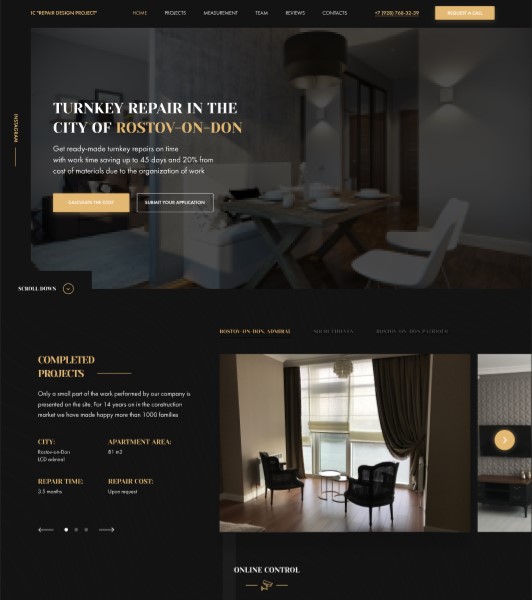 IC "REPAIR DESIGN PROJECT"
HOME
PROJECTS
MEASUREMENT
TEAM
REVIEWS
CONTACTS
+7 (928) 766-32-39
REQUEST A CALL
INSTAGRAM
TURNKEY REPAIR IN THE
CITY OF ROSTOV-ON-DON
Get ready-made turnkey repairs on time
with work time saving up to 45 days and 20% from
cost of materials due to the organization of work
CALCULATE THE COST
SUBMIT YOUR APPLICATION
SCROLL DOWN
ROSTOV-ON-DON, ADMIRAL
COMPLETED
PROJECTS
Only a small part of the work performed by our company is
presented on the site. For 14 years on in the construction
market we have made happy more than 1000 families
CITY:
Rostov-on-Don
LCD admiral
APARTMENT AREA:
81 m2
REPAIR TIME:
3.5 months
REPAIR COST:
Upon request
ONLINE CONTROL